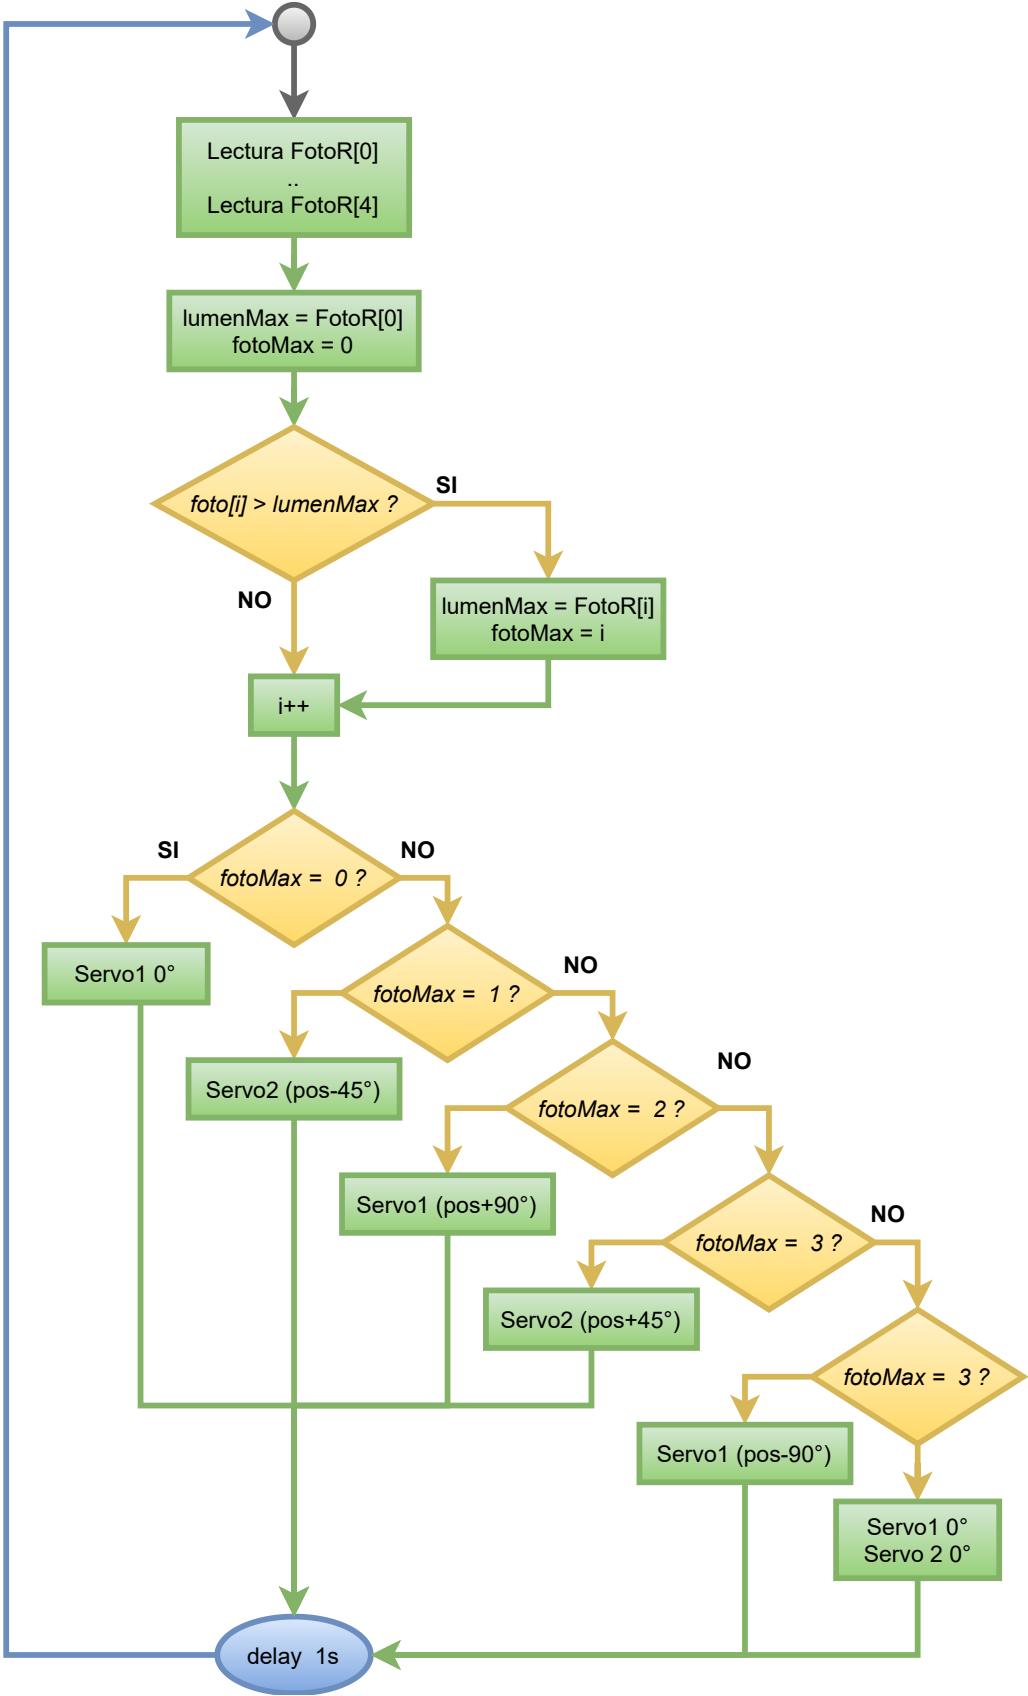 Lectura FotoR[0]
..
Lectura FotoR[4]
lumenMax = FotoR[0]
fotoMax = 0
foto[i] > lumenMax ?
SI
NO
lumenMax = FotoR[i]
fotoMax = i
i++
SI
fotoMax = 0 ?
NO
Servo1 0°
fotoMax = 1 ?
NO
Servo2 (pos-45°)
fotoMax = 2 ?
NO
Servo1 (pos+90°)
fotoMax = 3 ?
NO
Servo2 (pos+45°)
fotoMax = 3 ?
Servo1 (pos-90°)
Servo1 0°
Servo 2 0°
delay 1s